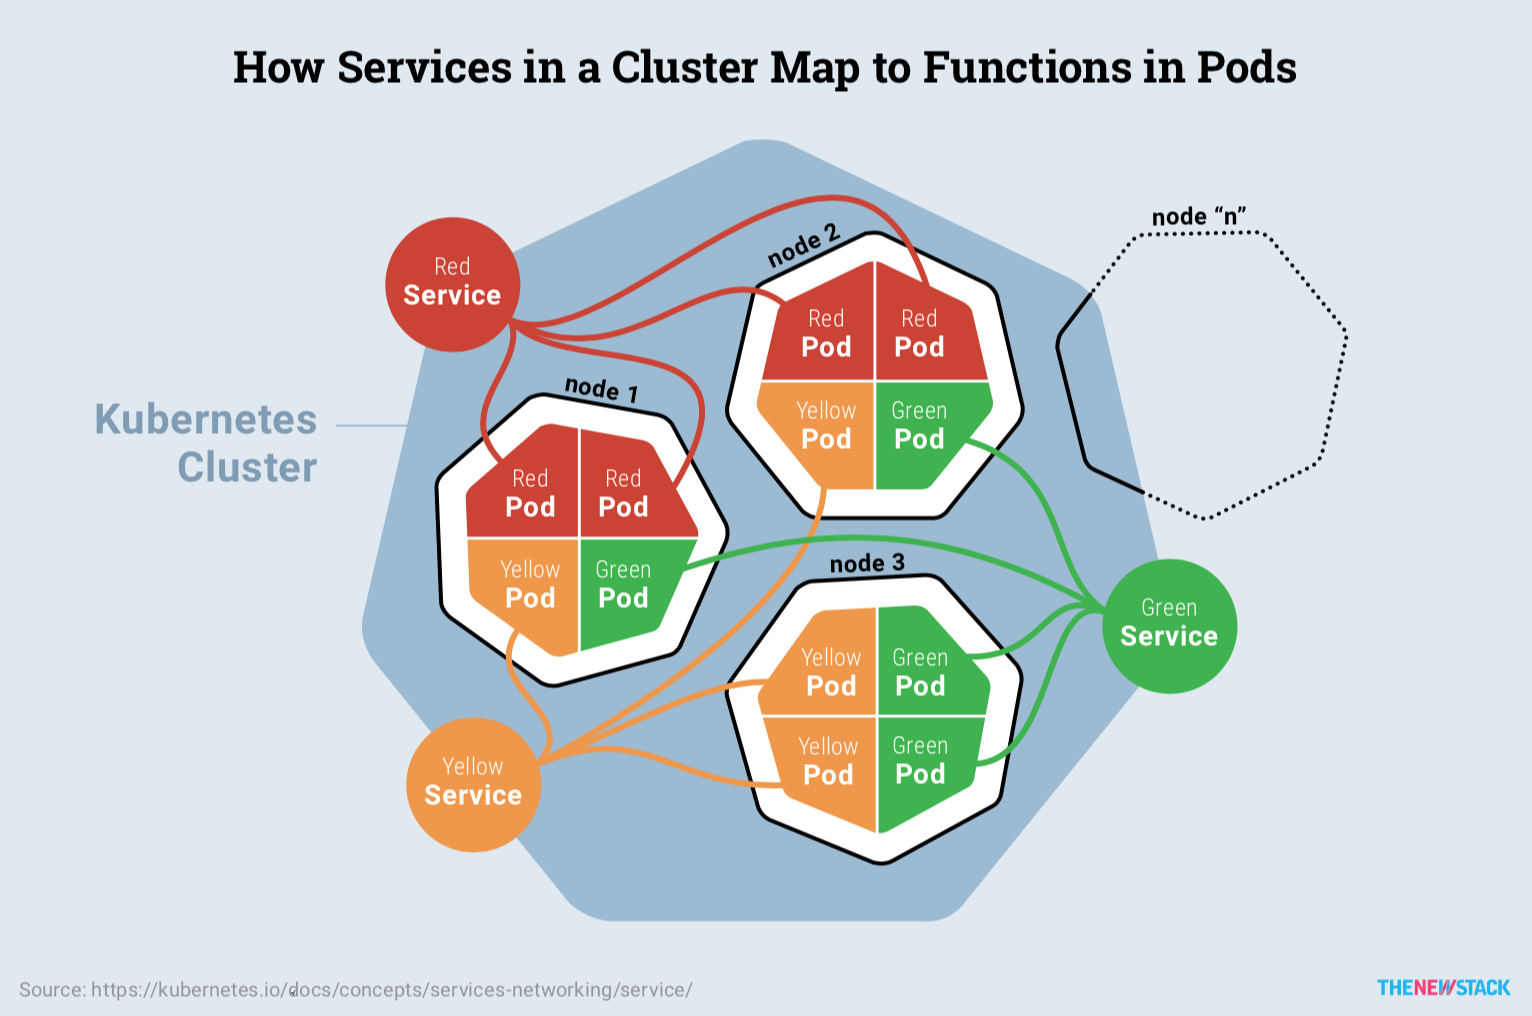 How Services in a Cluster Map to Functions in Pods
node “n”
node 2
Red
Service
Red
Pod
Red
Pod
Yellow
Pod
Green
Pod
Kubernetes
Cluster
node 1
Red
Pod
Red
Pod
Yellow
Pod
Green
Pod
node 3
Yellow
Pod
Green
Pod
Yellow
Pod
Green
Pod
Green
Service
Yellow
Service
Source: https://kubernetes.io/docs/concepts/services-networking/service/
THENEWSTACK